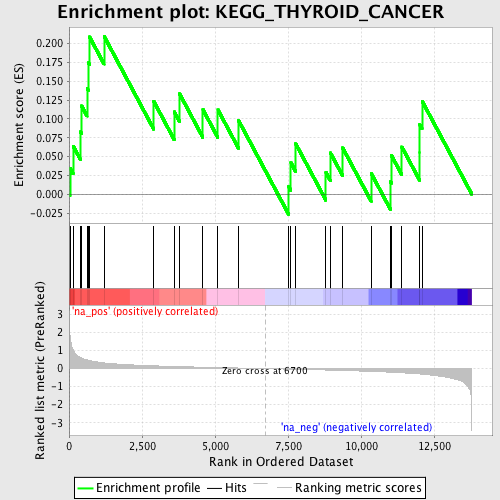 Enrichment plot: KEGG_THYROID_CANCER
Enrichment score (ES)
0.200
0.175
0.150
0.125
0.100
0.075
0.050
0.025
0.000
-0.025
'na_pos' (positively correlated)
Ranked list metric (PreRanked)
3
2
1
0
-1
-2
-3
Zero cross at 6700
'na_neg' (negatively correlated)
0
2,500
5,000
7,500
10,000
12,500
Rank in Ordered Dataset
Enrichment profile
Hits
Ranking metric scores